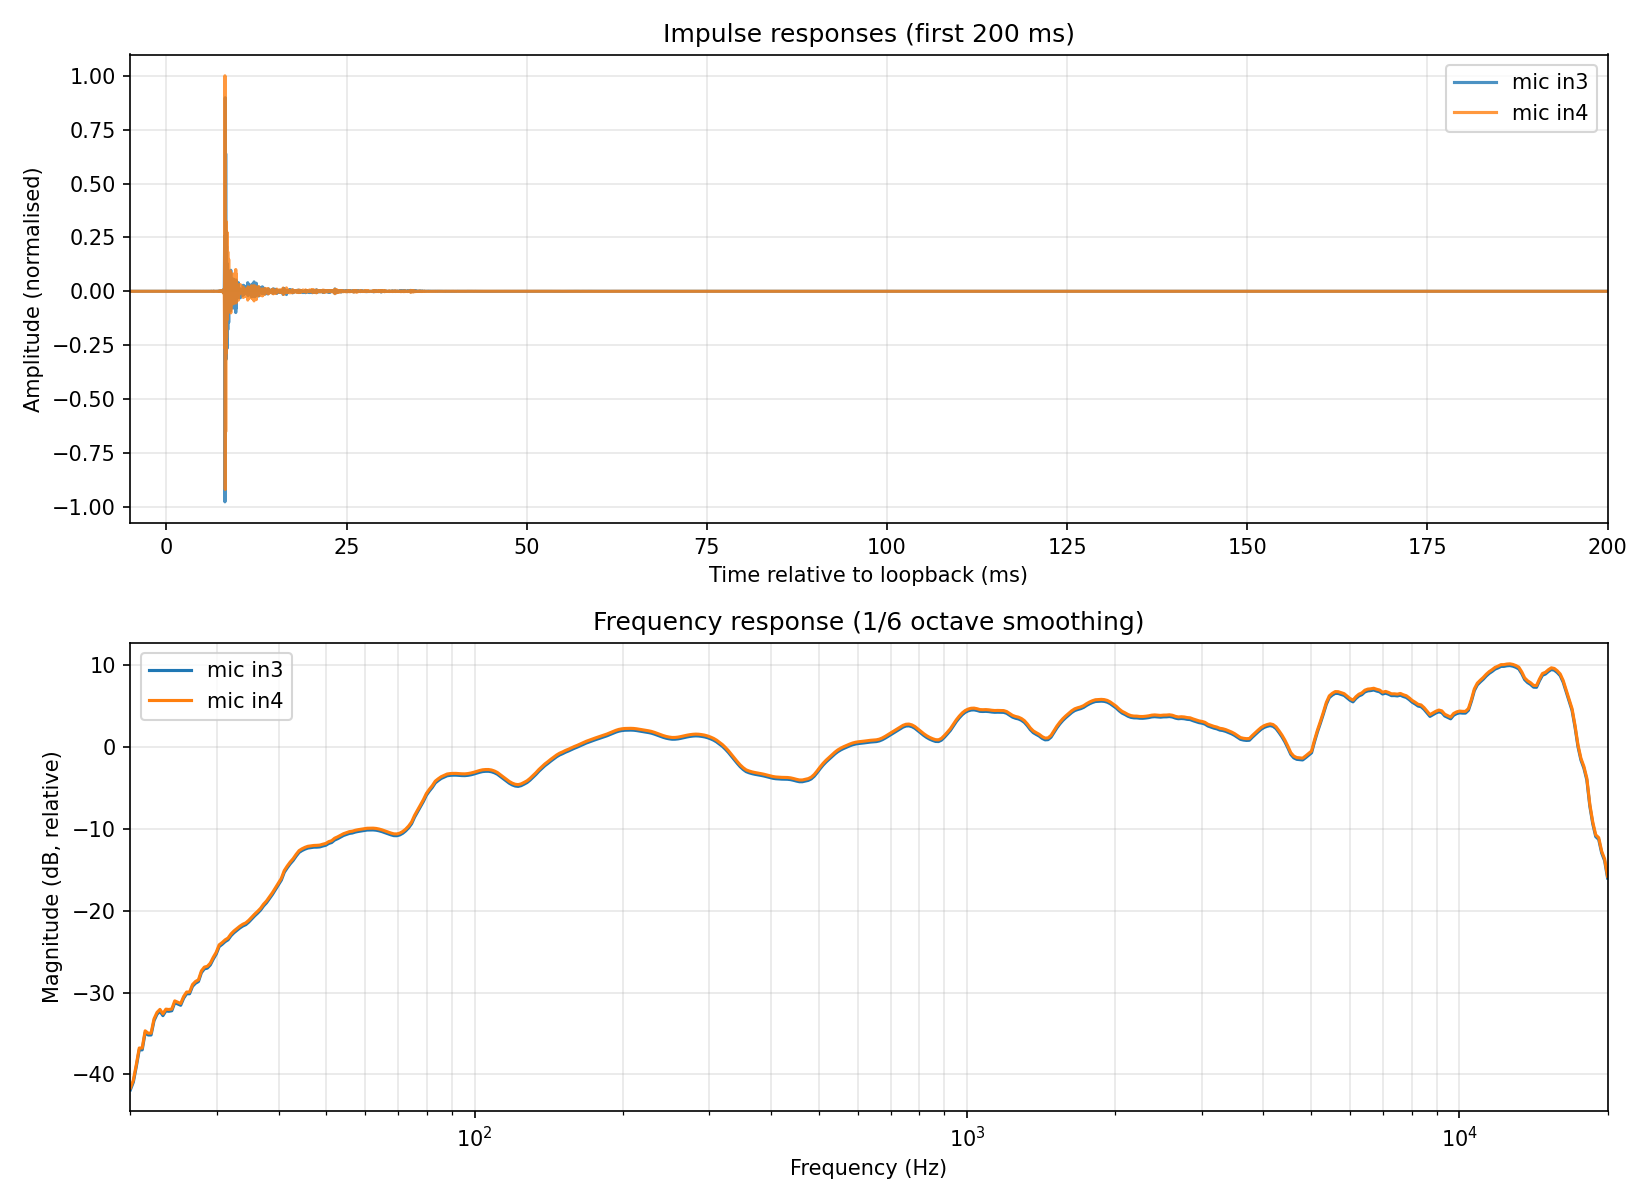 Impulse responses (first 200 ms)
Amplitude (normalised)
1.00
0.75
0.50
0.25
0.00
−0.25
−0.50
−0.75
−1.00
mic in3
mic in4
0 25 50 75 100 125 150 175 200
Time relative to loopback (ms)
Frequency response (1/6 octave smoothing)
Magnitude (dB, relative)
10
0
−10
−20
−30
−40
mic in3
mic in4
10² 10³ 10⁴
Frequency (Hz)